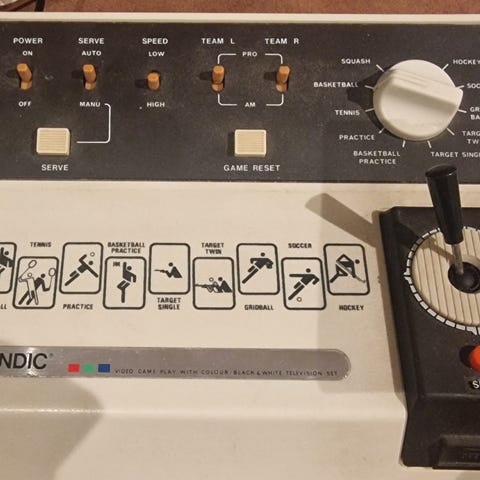 POWER SERVE SPEED TEAM L TEAM R
ON AUTO LOW PRO
OFF MANU HIGH AM
SERVE GAME RESET
SQUASH HOCKEY
BASKETBALL
TENNIS
PRACTICE
BASKETBALL
PRACTICE
TARGET SINGL
TENNIS
BASKETBALL
PRACTICE
TARGET
TWIN
SOCCER
PRACTICE
TARGET
SINGLE
GRIDBALL
HOCKEY
NDIC
VIDEO GAME PLAY WITH COLOUR/BLACK & WHITE TELEVISION SET